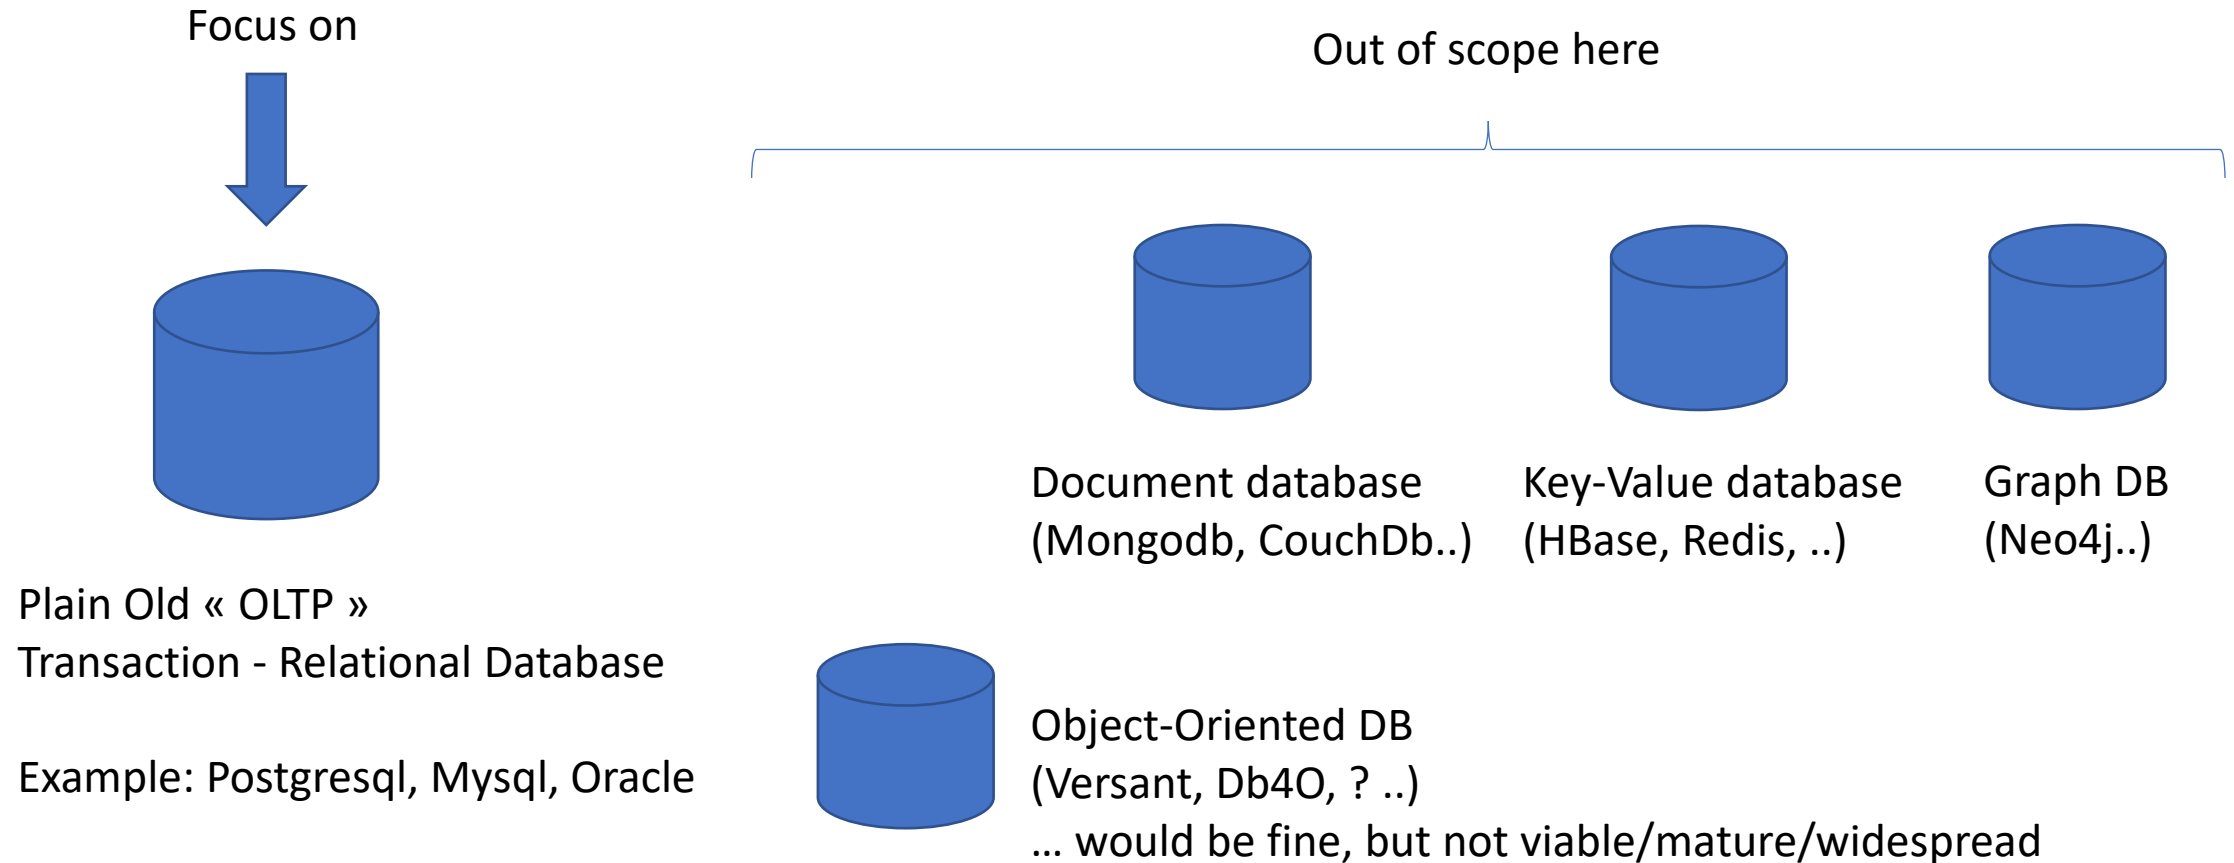 Focus on
Out of scope here
Document database
(Mongodb, CouchDb..)
Key-Value database
(HBase, Redis, ..)
Graph DB
(Neo4j..)
Plain Old « OLTP »
Transaction - Relational Database
Example: Postgresql, Mysql, Oracle
Object-Oriented DB
(Versant, Db4O, ? ..)
... would be fine, but not viable/mature/widespread